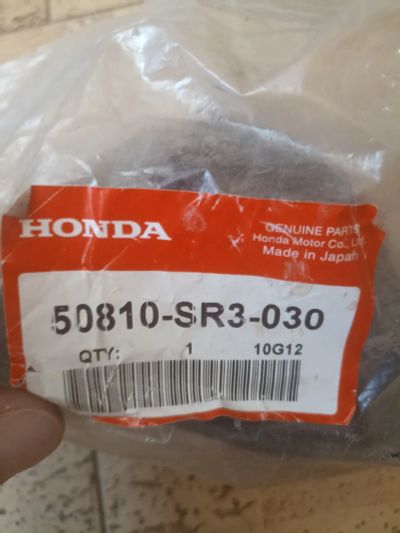 HONDA
GENUINE PARTS
Honda Motor Co., Ltd.
Made in Japan
50810-SR3-030
QTY: 1 10G12